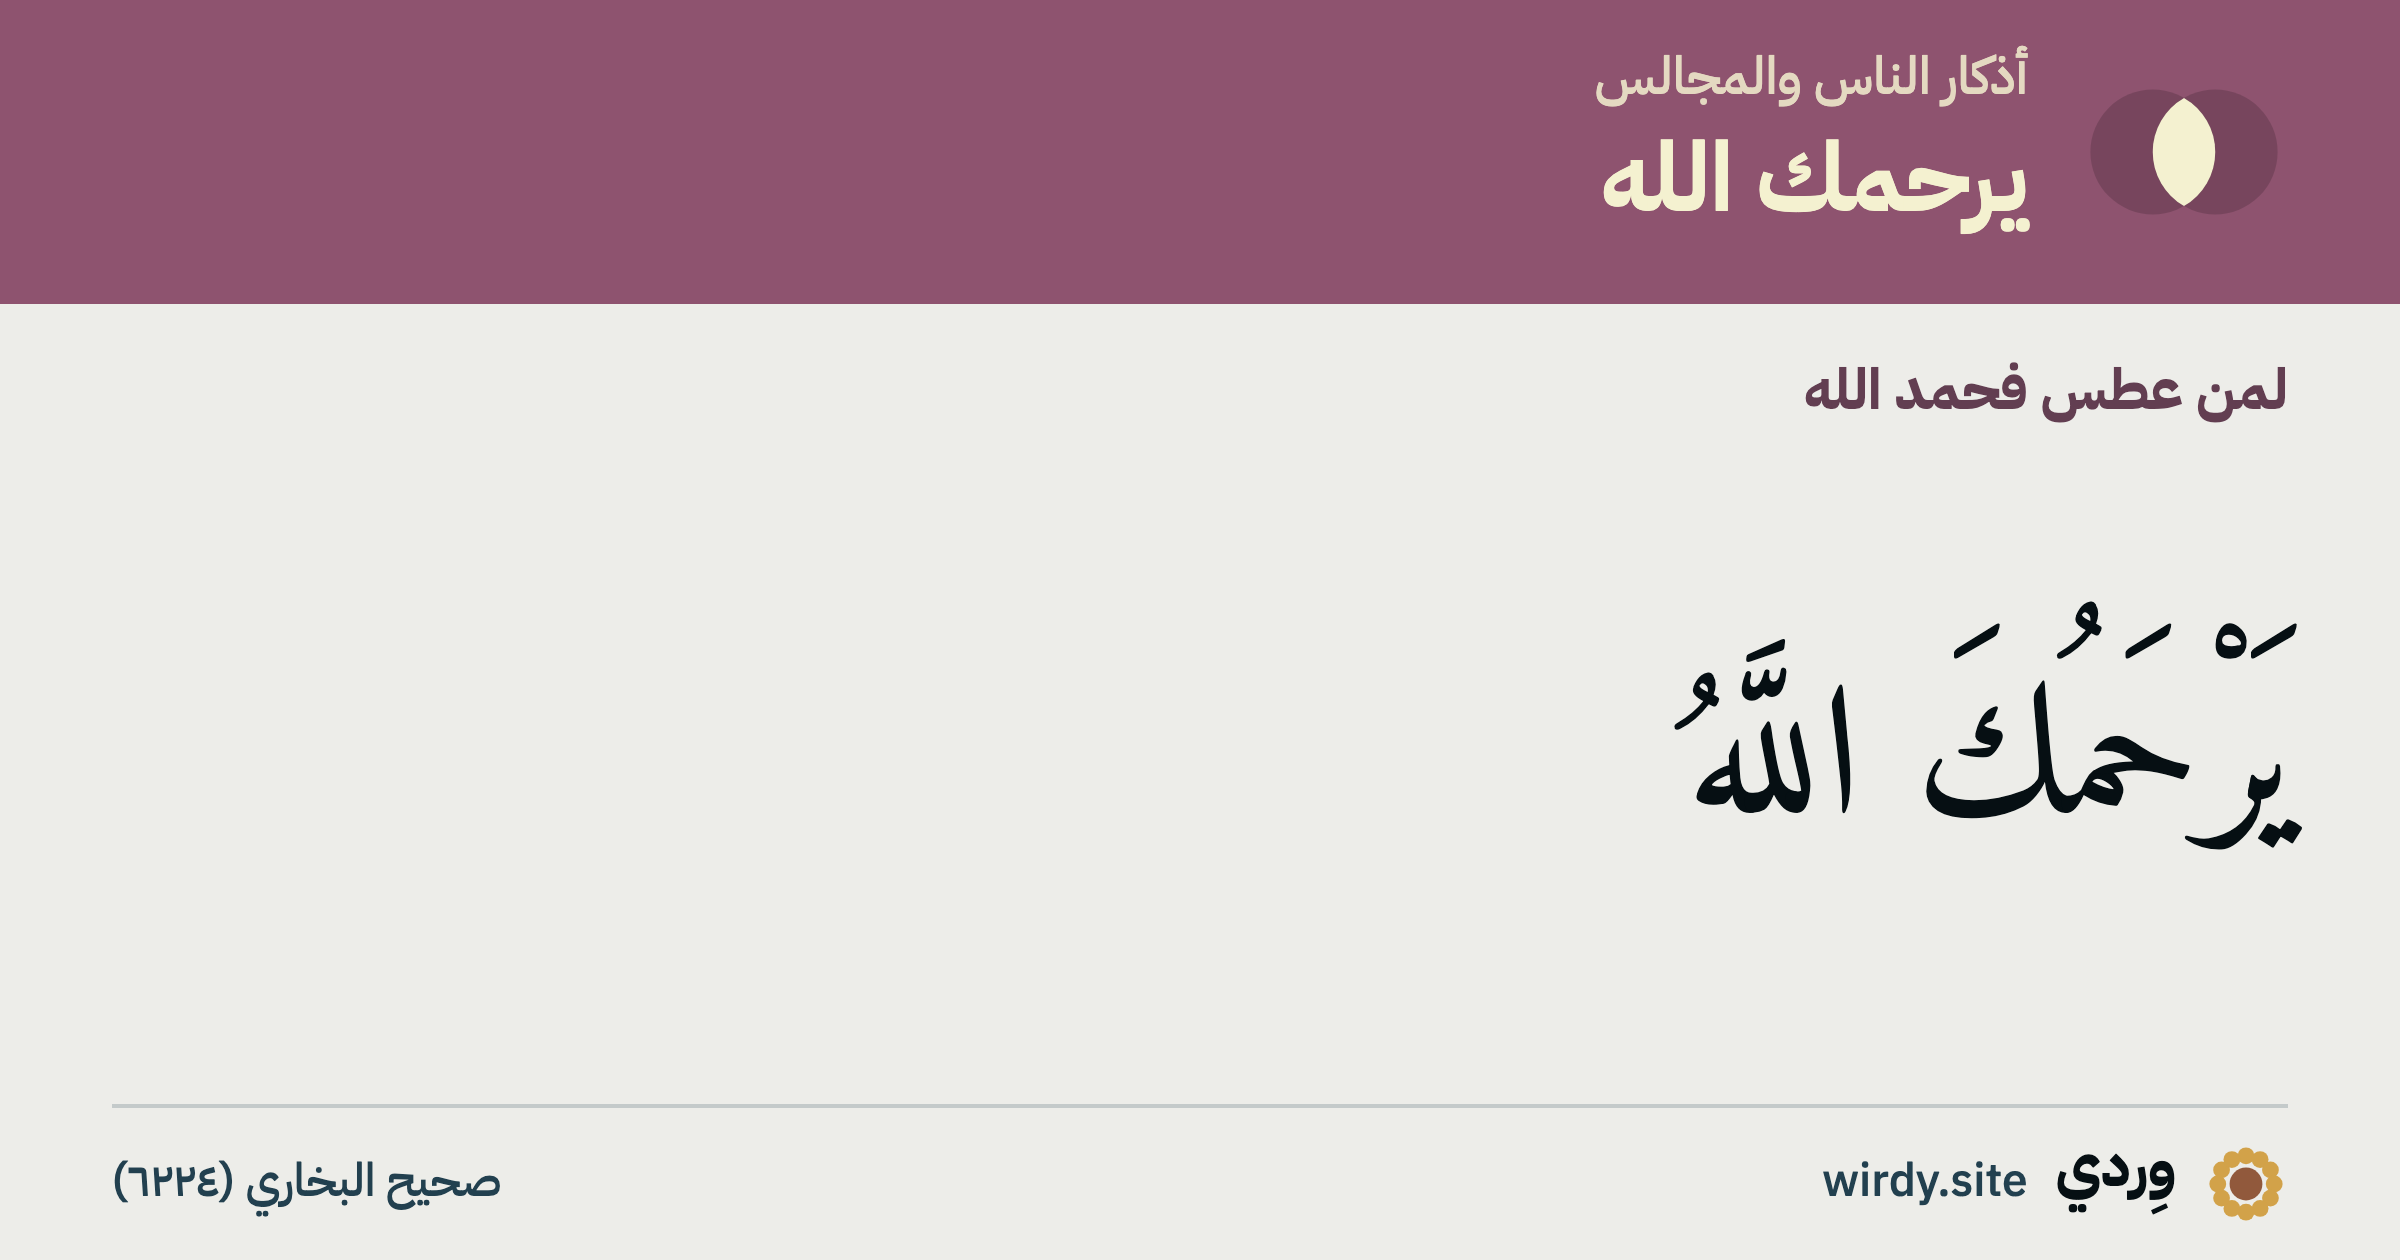 أذكار الناس والمجالس
يرحمك الله
لمن عطس فحمد الله
يَرْحَمُكَ اللَّهُ
وِردي wirdy.site
صحيح البخاري (٦٢٢٤)